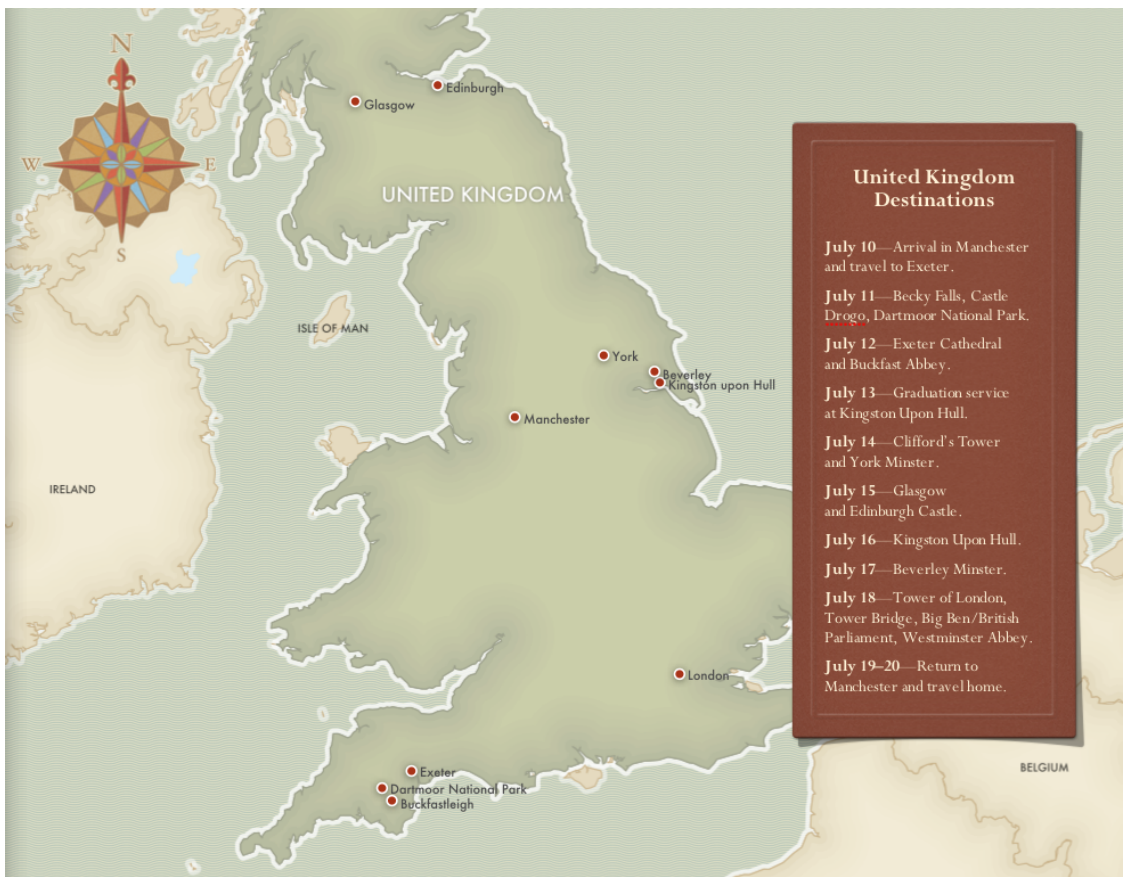 N
W
E
S
Glasgow
Edinburgh
UNITED KINGDOM
ISLE OF MAN
York
Beverley
Kingston upon Hull
Manchester
IRELAND
London
Exeter
Dartmoor National Park
Buckfastleigh
BELGIUM
United Kingdom
Destinations
July 10—Arrival in Manchester
and travel to Exeter.
July 11—Becky Falls, Castle
Drogo, Dartmoor National Park.
July 12—Exeter Cathedral
and Buckfast Abbey.
July 13—Graduation service
at Kingston Upon Hull.
July 14—Clifford's Tower
and York Minster.
July 15—Glasgow
and Edinburgh Castle.
July 16—Kingston Upon Hull.
July 17—Beverley Minster.
July 18—Tower of London,
Tower Bridge, Big Ben/British
Parliament, Westminster Abbey.
July 19–20—Return to
Manchester and travel home.